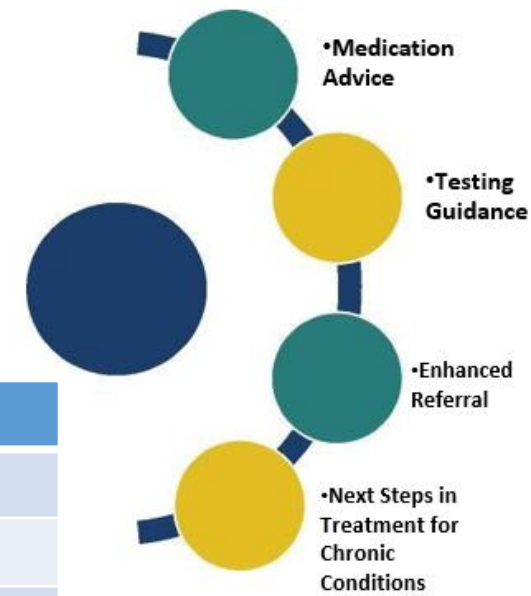 •Medication
Advice
•Testing
Guidance
•Enhanced
Referral
•Next Steps in
Treatment for
Chronic
Conditions